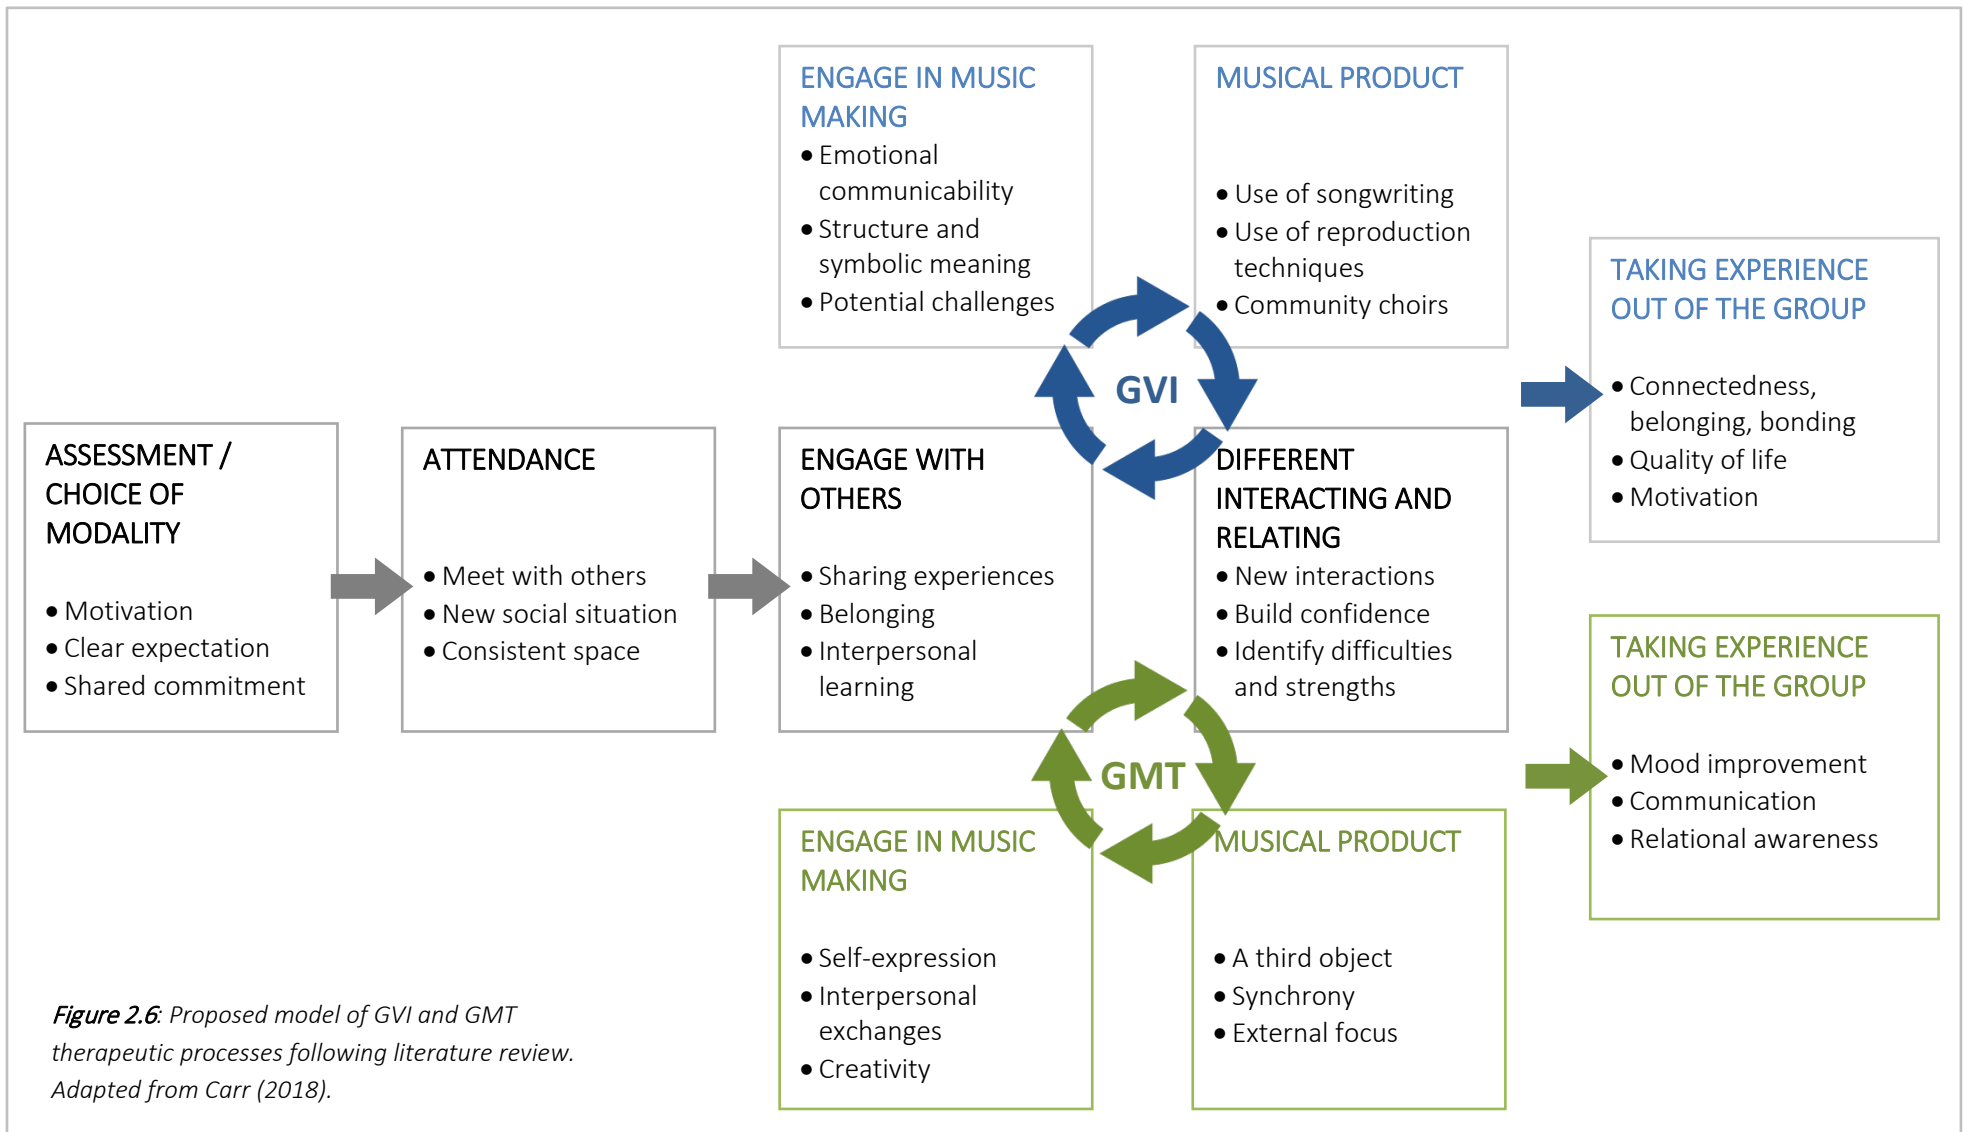 ENGAGE IN MUSIC
MAKING
• Emotional
communicability
• Structure and
symbolic meaning
• Potential challenges
MUSICAL PRODUCT
• Use of songwriting
• Use of reproduction
techniques
• Community choirs
GVI
TAKING EXPERIENCE
OUT OF THE GROUP
• Connectedness,
belonging, bonding
• Quality of life
• Motivation
ASSESSMENT /
CHOICE OF
MODALITY
• Motivation
• Clear expectation
• Shared commitment
ATTENDANCE
• Meet with others
• New social situation
• Consistent space
ENGAGE WITH
OTHERS
• Sharing experiences
• Belonging
• Interpersonal
learning
DIFFERENT
INTERACTING AND
RELATING
• New interactions
• Build confidence
• Identify difficulties
and strengths
GMT
TAKING EXPERIENCE
OUT OF THE GROUP
• Mood improvement
• Communication
• Relational awareness
ENGAGE IN MUSIC
MAKING
• Self-expression
• Interpersonal
exchanges
• Creativity
MUSICAL PRODUCT
• A third object
• Synchrony
• External focus
Figure 2.6: Proposed model of GVI and GMT
therapeutic processes following literature review.
Adapted from Carr (2018).